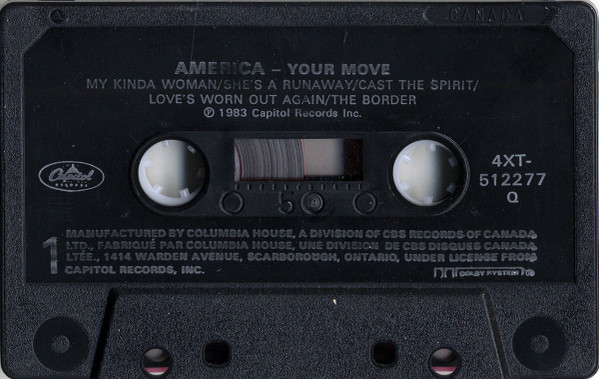 CANADA
AMERICA – YOUR MOVE
MY KINDA WOMAN/SHE'S A RUNAWAY/CAST THE SPIRIT/
LOVE'S WORN OUT AGAIN/THE BORDER
℗ 1983 Capitol Records Inc.
Capitol
RECORDS
4XT-
512277
Q
50
1
MANUFACTURED BY COLUMBIA HOUSE, A DIVISION OF CBS RECORDS OF CANADA
LTD., FABRIQUÉ PAR COLUMBIA HOUSE, UNE DIVISION DE CBS DISQUES CANADA
LTÉE., 1414 WARDEN AVENUE, SCARBOROUGH, ONTARIO, UNDER LICENSE FROM
CAPITOL RECORDS, INC.
DOLBY SYSTEM